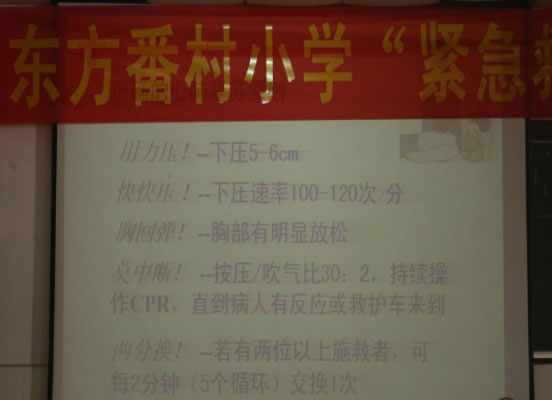 东方番村小学“紧急救
用力压！--下压5-6cm
快快压！--下压速率100-120次/分
胸回弹！--胸部有明显放松
莫中断！--按压/吹气比30：2，持续操
作CPR，直到病人有反应或救护车来到
两分换！--若有两位以上施救者，可
每2分钟（5个循环）交换1次